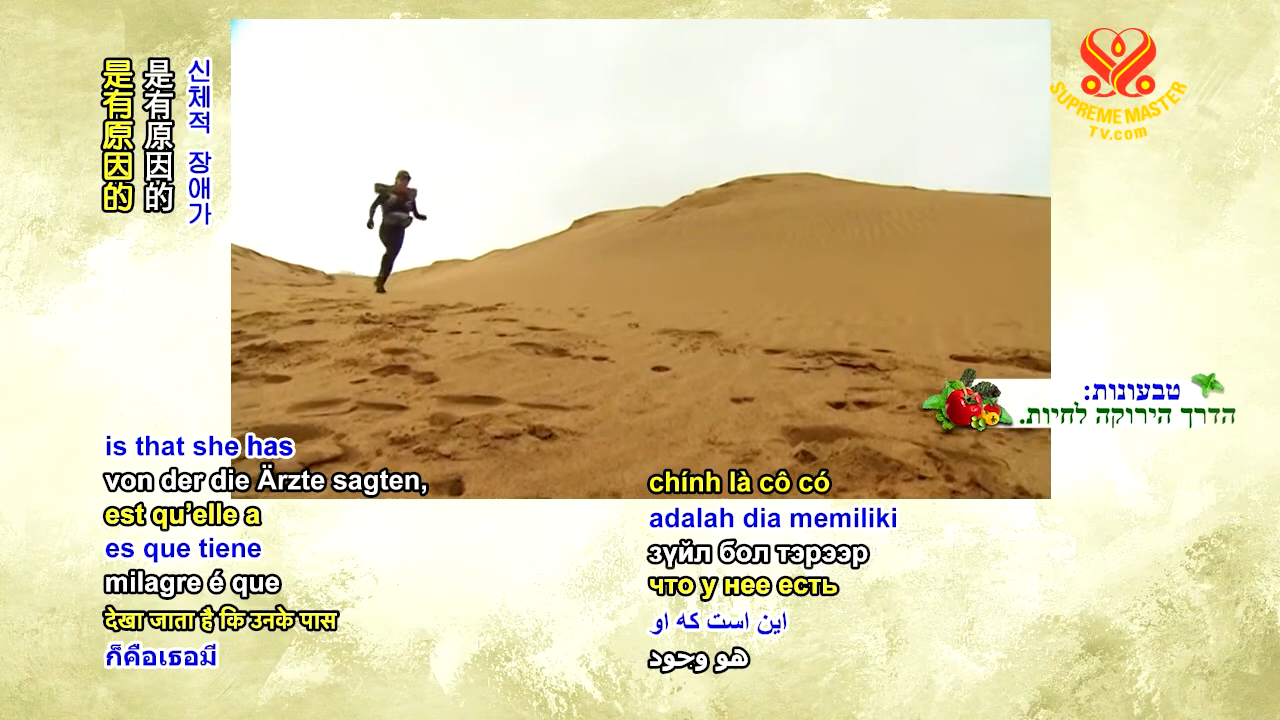 是有原因的
是有原因的
신체적 장애가
SUPREME MASTER
TV.com
טבעונות:
הדרך הירוקה לחיות.
is that she has
von der die Ärzte sagten,
est qu'elle a
es que tiene
milagre é que
देखा जाता है कि उनके पास
ก็คือเธอมี
chính là cô có
adalah dia memiliki
зүйл бол тэрээр
что у нее есть
این است که او
هو وجود